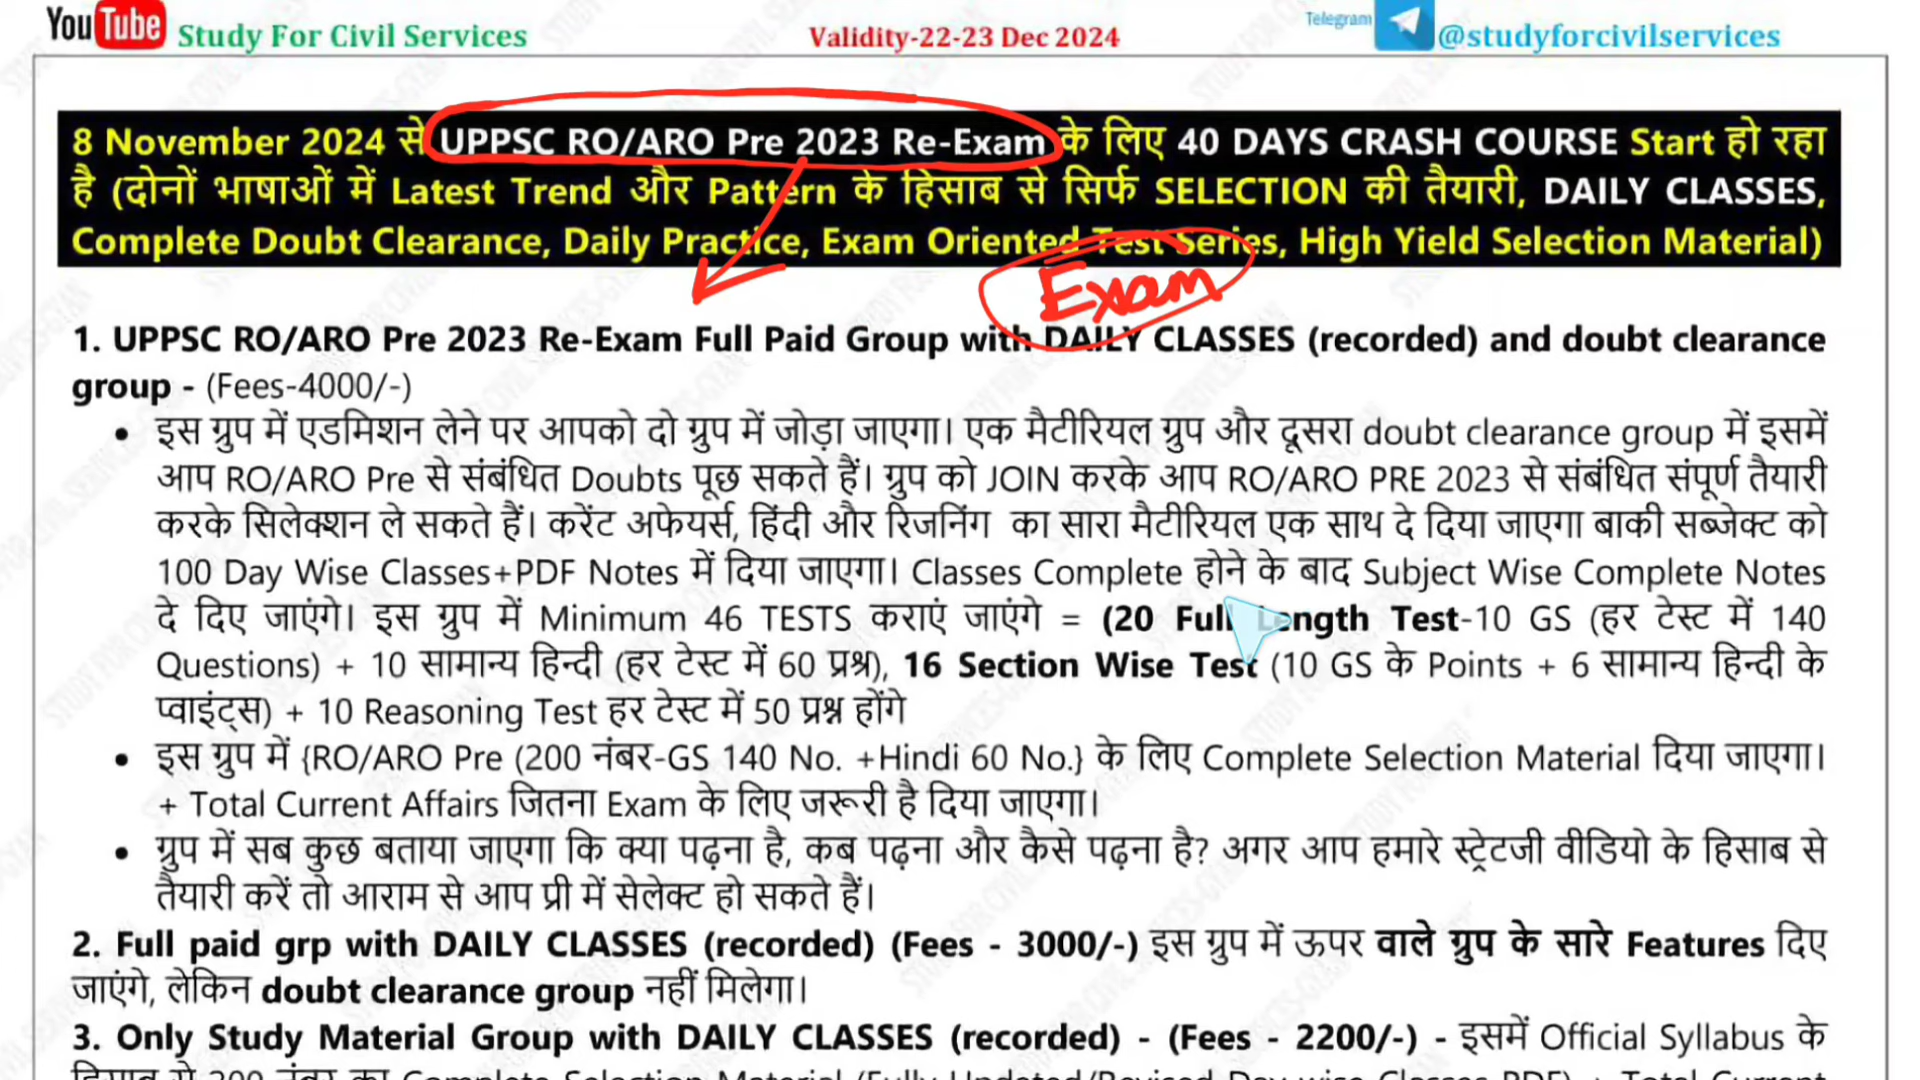 YouTube Study For Civil Services Validity-22-23 Dec 2024 Telegram @studyforcivilservices
8 November 2024 से UPPSC RO/ARO Pre 2023 Re-Exam के लिए 40 DAYS CRASH COURSE Start हो रहा
है (दोनों भाषाओं में Latest Trend और Pattern के हिसाब से सिर्फ SELECTION की तैयारी, DAILY CLASSES,
Complete Doubt Clearance, Daily Practice, Exam Oriented Test Series, High Yield Selection Material)
Exam
1. UPPSC RO/ARO Pre 2023 Re-Exam Full Paid Group with DAILY CLASSES (recorded) and doubt clearance
group - (Fees-4000/-)
• इस ग्रुप में एडमिशन लेने पर आपको दो ग्रुप में जोड़ा जाएगा। एक मैटीरियल ग्रुप और दूसरा doubt clearance group में इसमें
आप RO/ARO Pre से संबंधित Doubts पूछ सकते हैं। ग्रुप को JOIN करके आप RO/ARO PRE 2023 से संबंधित संपूर्ण तैयारी
करके सिलेक्शन ले सकते हैं। करेंट अफेयर्स, हिंदी और रिजनिंग का सारा मैटीरियल एक साथ दे दिया जाएगा बाकी सब्जेक्ट को
100 Day Wise Classes+PDF Notes में दिया जाएगा। Classes Complete होने के बाद Subject Wise Complete Notes
दे दिए जाएंगे। इस ग्रुप में Minimum 46 TESTS कराएं जाएंगे = (20 Full Length Test-10 GS (हर टेस्ट में 140
Questions) + 10 सामान्य हिन्दी (हर टेस्ट में 60 प्रश्न), 16 Section Wise Test (10 GS के Points + 6 सामान्य हिन्दी के
प्वाइंट्स) + 10 Reasoning Test हर टेस्ट में 50 प्रश्न होंगे
• इस ग्रुप में {RO/ARO Pre (200 नंबर-GS 140 No. +Hindi 60 No.} के लिए Complete Selection Material दिया जाएगा।
+ Total Current Affairs जितना Exam के लिए जरूरी है दिया जाएगा।
• ग्रुप में सब कुछ बताया जाएगा कि क्या पढ़ना है, कब पढ़ना और कैसे पढ़ना है? अगर आप हमारे स्ट्रेटजी वीडियो के हिसाब से
तैयारी करें तो आराम से आप प्री में सेलेक्ट हो सकते हैं।
2. Full paid grp with DAILY CLASSES (recorded) (Fees - 3000/-) इस ग्रुप में ऊपर वाले ग्रुप के सारे Features दिए
जाएंगे, लेकिन doubt clearance group नहीं मिलेगा।
3. Only Study Material Group with DAILY CLASSES (recorded) - (Fees - 2200/-) - इसमें Official Syllabus के